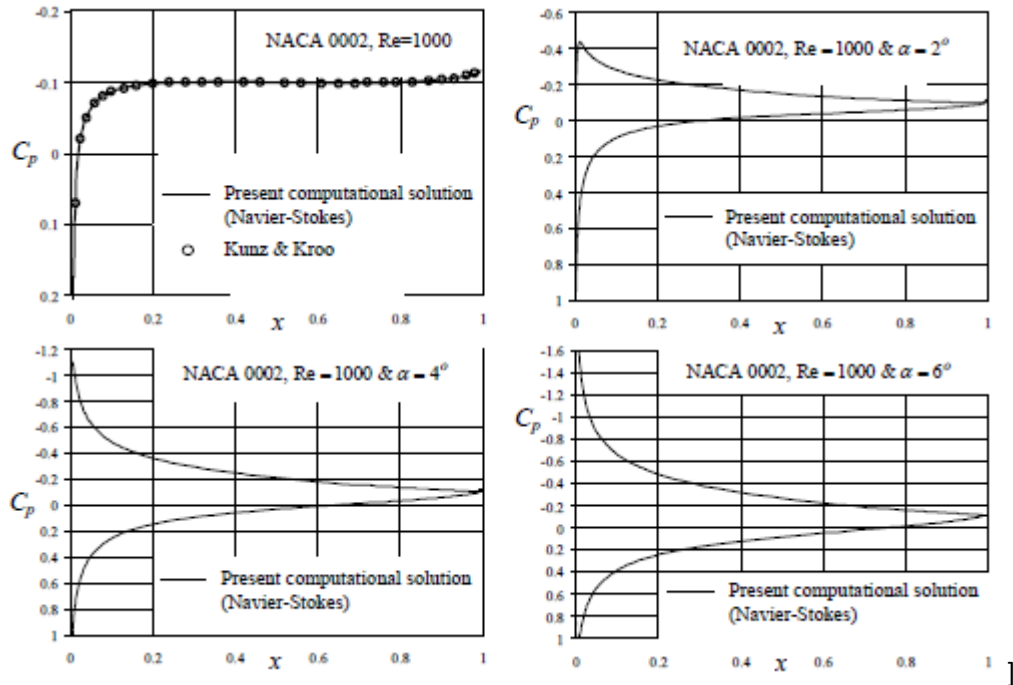 NACA 0002, Re=1000
-0.2
-0.1
0
0.1
0.2
C_p
Present computational solution
(Navier-Stokes)
Kunz & Kroo
0 0.2 0.4 0.6 0.8 1
x
NACA 0002, Re = 1000 & α = 2°
-0.6
-0.4
-0.2
0
0.2
0.4
0.6
0.8
1
C_p
Present computational solution
(Navier-Stokes)
0 0.2 0.4 0.6 0.8 1
x
NACA 0002, Re = 1000 & α = 4°
-1.2
-1
-0.8
-0.6
-0.4
-0.2
0
0.2
0.4
0.6
0.8
1
C_p
Present computational solution
(Navier-Stokes)
0 0.2 0.4 0.6 0.8 1
x
NACA 0002, Re = 1000 & α = 6°
-1.6
-1.4
-1.2
-1
-0.8
-0.6
-0.4
-0.2
0
0.2
0.4
0.6
0.8
1
C_p
Present computational solution
(Navier-Stokes)
0 0.2 0.4 0.6 0.8 1
x